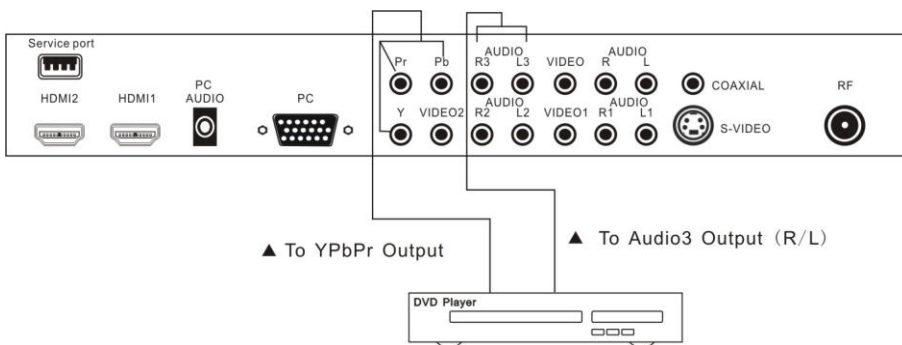 Service port
HDMI2
HDMI1
PC
AUDIO
PC
Pr
Pb
AUDIO
R3
L3
VIDEO
AUDIO
R
L
COAXIAL
RF
Y
VIDEO2
AUDIO
R2
L2
VIDEO1
AUDIO
R1
L1
S-VIDEO
▲ To YPbPr Output
▲ To Audio3 Output (R/L)
DVD Player